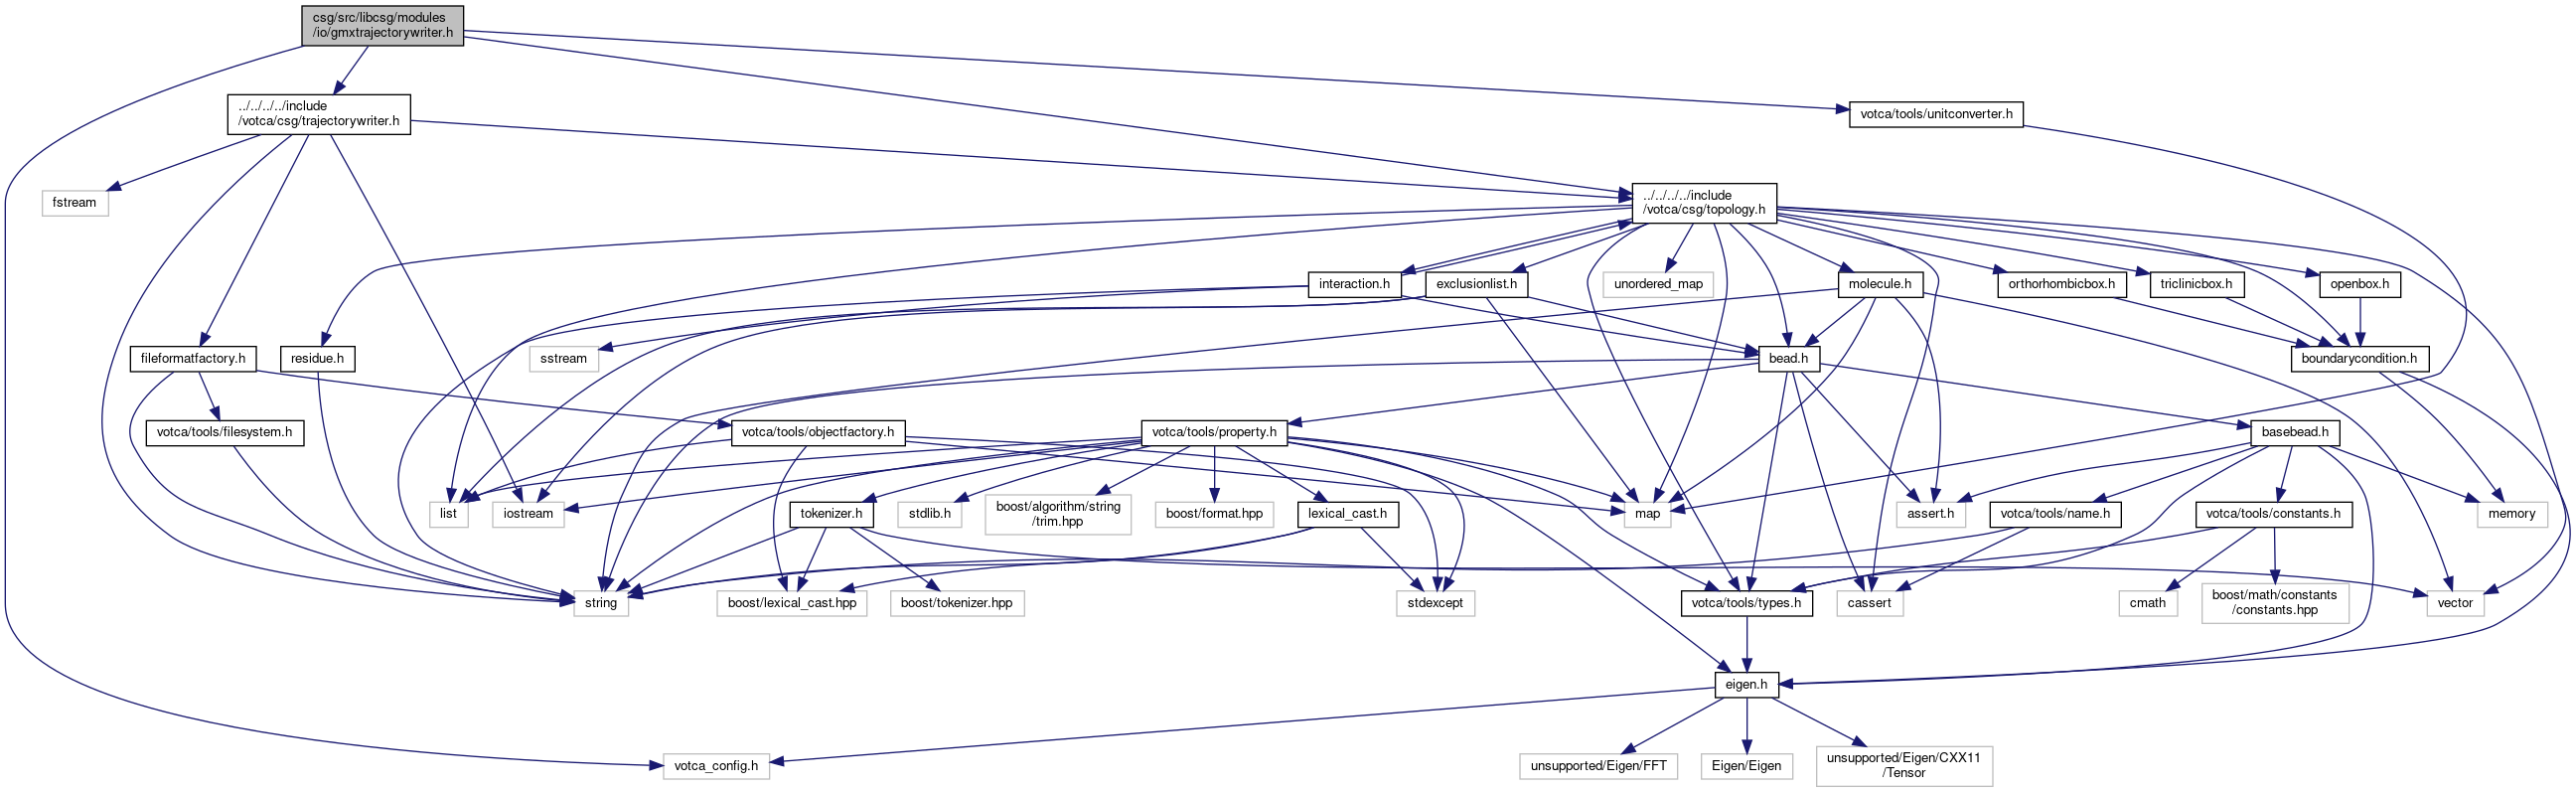 csg/src/libcsg/modules
/io/gmxtrajectorywriter.h
../../../../include
/votca/csg/trajectorywriter.h
votca/tools/unitconverter.h
fstream
../../../../include
/votca/csg/topology.h
interaction.h
exclusionlist.h
unordered_map
molecule.h
orthorhombicbox.h
triclinicbox.h
openbox.h
fileformatfactory.h
residue.h
sstream
bead.h
boundarycondition.h
votca/tools/filesystem.h
votca/tools/objectfactory.h
votca/tools/property.h
basebead.h
list
iostream
tokenizer.h
stdlib.h
boost/algorithm/string
/trim.hpp
boost/format.hpp
lexical_cast.h
map
assert.h
votca/tools/name.h
votca/tools/constants.h
memory
string
boost/lexical_cast.hpp
boost/tokenizer.hpp
stdexcept
votca/tools/types.h
cassert
cmath
boost/math/constants
/constants.hpp
vector
eigen.h
votca_config.h
unsupported/Eigen/FFT
Eigen/Eigen
unsupported/Eigen/CXX11
/Tensor